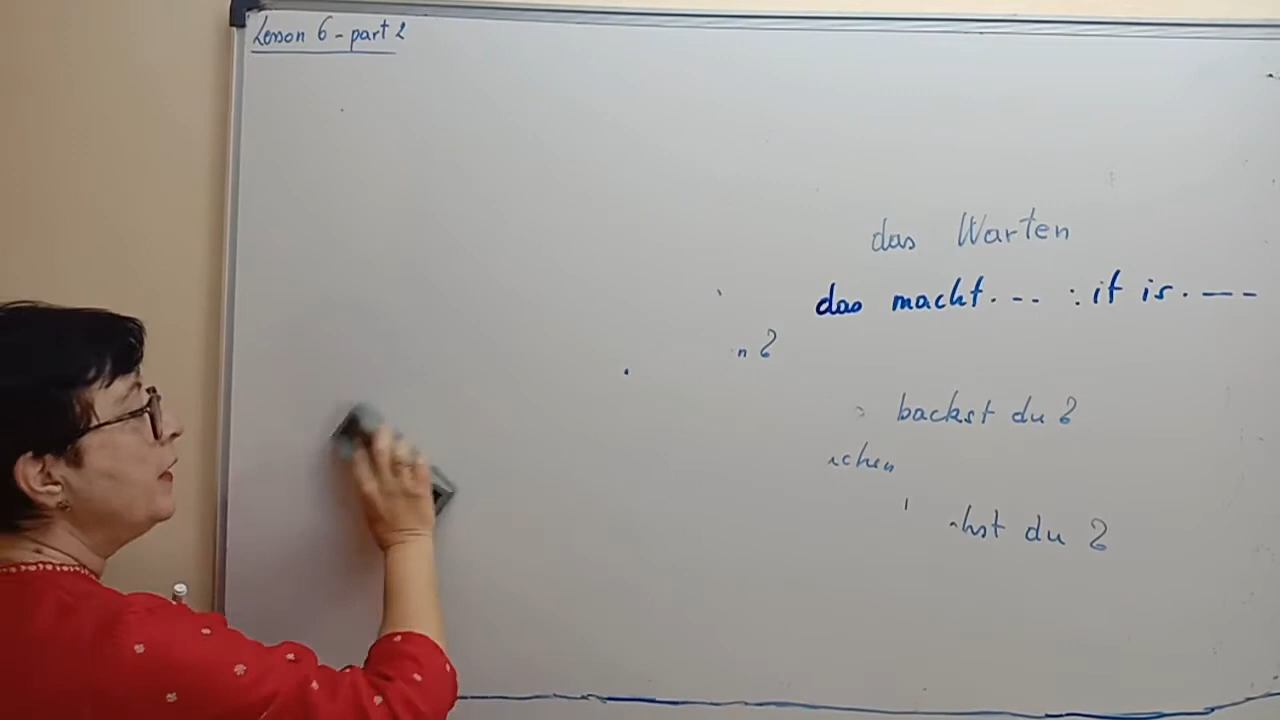 Lesson 6 - part 2
das Warten
das macht. -- : it is. ---
n ?
backst du ?
chen
hst du ?